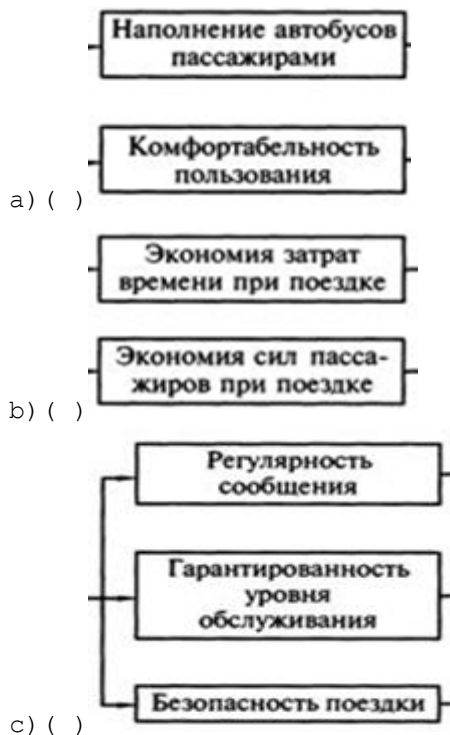 Наполнение автобусов
пассажирами
Комфортабельность
пользования
a) ( )
Экономия затрат
времени при поездке
Экономия сил пасса-
жиров при поездке
b) ( )
Регулярность
сообщения
Гарантированность
уровня
обслуживания
Безопасность поездки
c) ( )